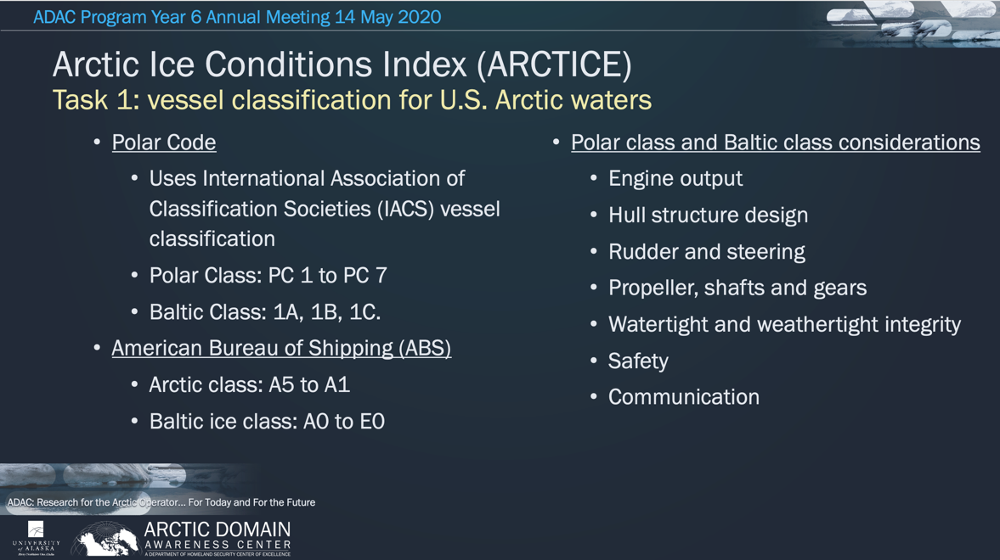 ADAC Program Year 6 Annual Meeting 14 May 2020
Arctic Ice Conditions Index (ARCTICE)
Task 1: vessel classification for U.S. Arctic waters
• Polar Code
• Uses International Association of
Classification Societies (IACS) vessel
classification
• Polar Class: PC 1 to PC 7
• Baltic Class: 1A, 1B, 1C.
• American Bureau of Shipping (ABS)
• Arctic class: A5 to A1
• Baltic ice class: A0 to E0
• Polar class and Baltic class considerations
• Engine output
• Hull structure design
• Rudder and steering
• Propeller, shafts and gears
• Watertight and weathertight integrity
• Safety
• Communication
ADAC: Research for the Arctic Operator... For Today and For the Future
UNIVERSITY
of ALASKA
Many Traditions One Alaska
ARCTIC DOMAIN
AWARENESS CENTER
A DEPARTMENT OF HOMELAND SECURITY CENTER OF EXCELLENCE